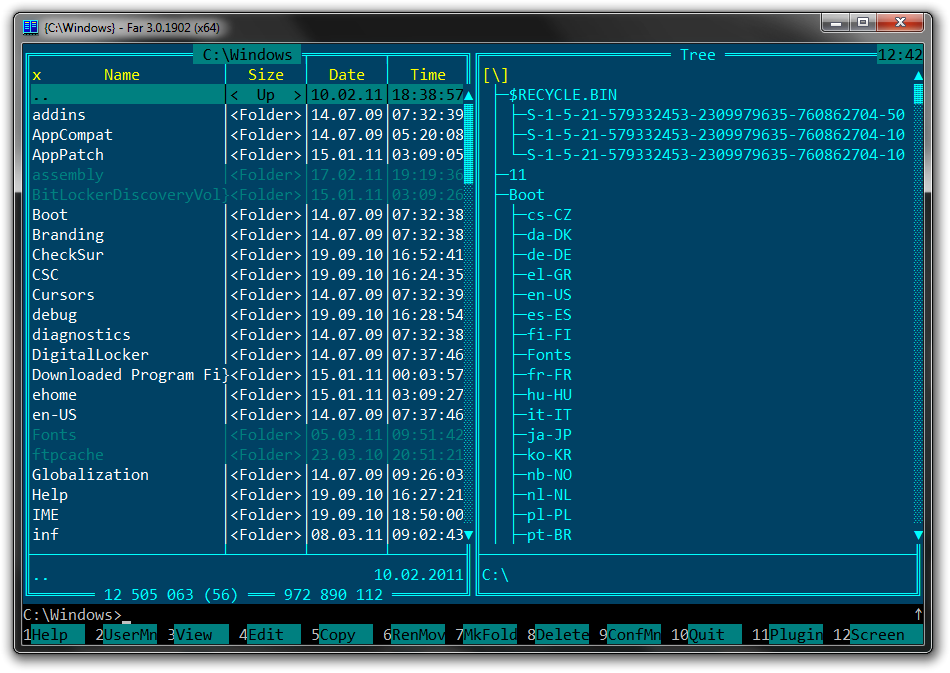 {C:\Windows} - Far 3.0.1902 (x64)
C:\Windows
x Name Size Date Time
.. < Up > 10.02.11 18:38:57
addins <Folder> 14.07.09 07:32:39
AppCompat <Folder> 14.07.09 05:20:08
AppPatch <Folder> 15.01.11 03:09:05
assembly <Folder> 17.02.11 19:19:36
BitLockerDiscoveryVol} <Folder> 15.01.11 03:09:26
Boot <Folder> 14.07.09 07:32:38
Branding <Folder> 14.07.09 07:32:38
CheckSur <Folder> 19.09.10 16:52:41
CSC <Folder> 19.09.10 16:24:35
Cursors <Folder> 14.07.09 07:32:39
debug <Folder> 19.09.10 16:28:54
diagnostics <Folder> 14.07.09 07:32:38
DigitalLocker <Folder> 14.07.09 07:37:46
Downloaded Program Fi} <Folder> 15.01.11 00:03:57
ehome <Folder> 15.01.11 03:09:27
en-US <Folder> 14.07.09 07:37:46
Fonts <Folder> 05.03.11 09:51:42
ftpcache <Folder> 23.03.10 20:51:21
Globalization <Folder> 14.07.09 09:26:03
Help <Folder> 19.09.10 16:27:21
IME <Folder> 19.09.10 18:50:00
inf <Folder> 08.03.11 09:02:43
.. 10.02.2011
12 505 063 (56) 972 890 112
Tree 12:42
[\]
$RECYCLE.BIN
S-1-5-21-579332453-2309979635-760862704-50
S-1-5-21-579332453-2309979635-760862704-10
S-1-5-21-579332453-2309979635-760862704-10
11
Boot
cs-CZ
da-DK
de-DE
el-GR
en-US
es-ES
fi-FI
Fonts
fr-FR
hu-HU
it-IT
ja-JP
ko-KR
nb-NO
nl-NL
pl-PL
pt-BR
C:\
C:\Windows>_ ↑
1Help 2UserMn 3View 4Edit 5Copy 6RenMov 7MkFold 8Delete 9ConfMn 10Quit 11Plugin 12Screen